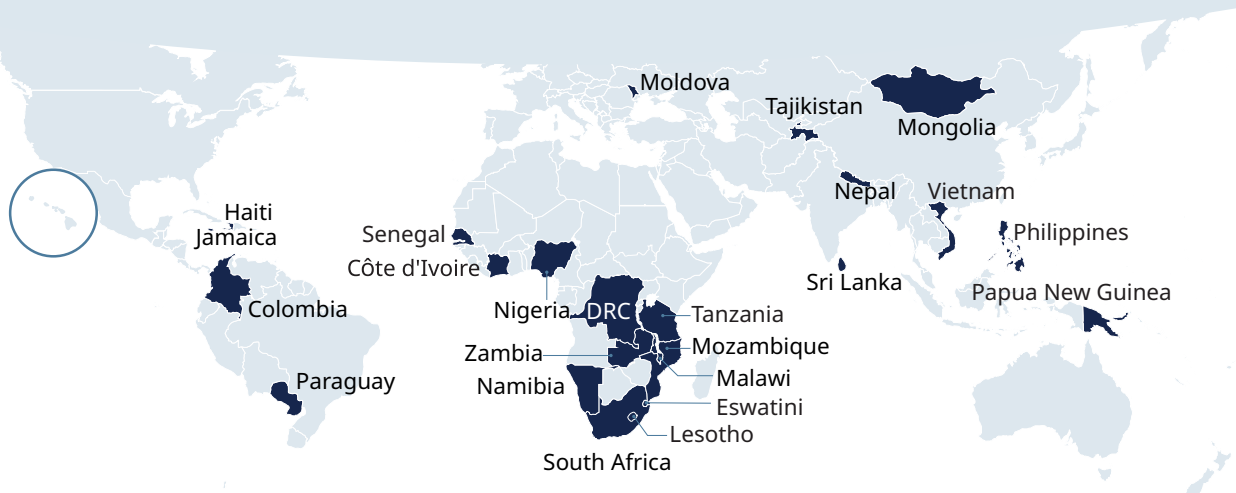 Moldova
Tajikistan
Mongolia
Nepal
Vietnam
Haiti
Jamaica
Senegal
Philippines
Côte d'Ivoire
Sri Lanka
Papua New Guinea
Colombia
Nigeria
DRC
Tanzania
Zambia
Mozambique
Paraguay
Namibia
Malawi
Eswatini
Lesotho
South Africa